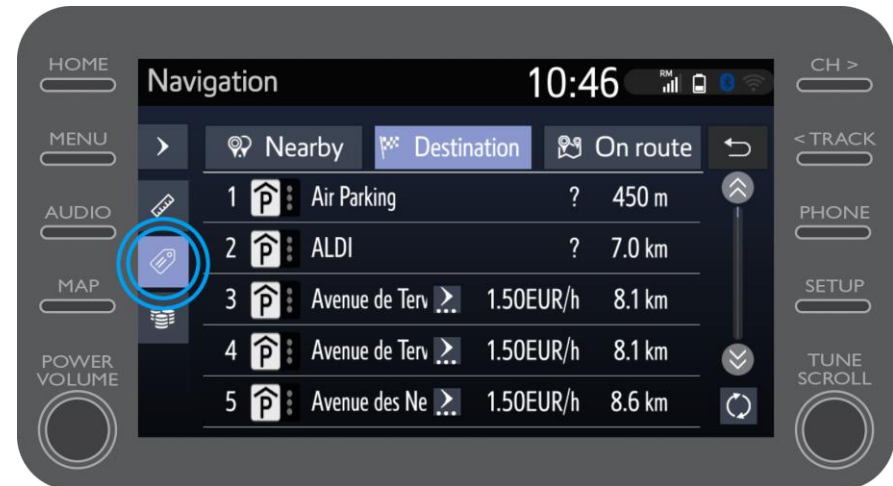 HOME
MENU
AUDIO
MAP
POWER
VOLUME
Navigation 10:46 RM
Nearby Destination On route
1 P Air Parking ? 450 m
2 P ALDI ? 7.0 km
3 P Avenue de Terv 1.50EUR/h 8.1 km
4 P Avenue de Terv 1.50EUR/h 8.1 km
5 P Avenue des Ne 1.50EUR/h 8.6 km
CH >
< TRACK
PHONE
SETUP
TUNE
SCROLL